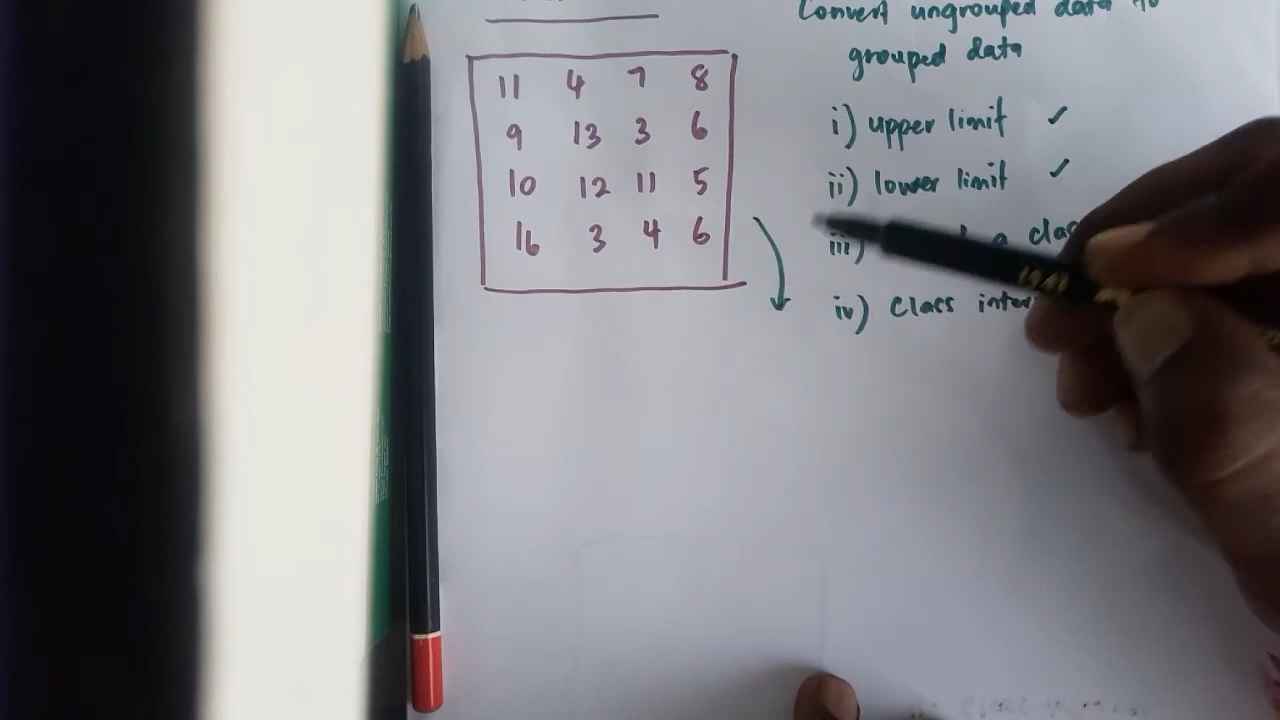 11 4 7 8
9 13 3 6
10 12 11 5
16 3 4 6
Convert ungrouped data to
grouped data
i) upper limit ✓
ii) lower limit ✓
iii) a
iv) Class